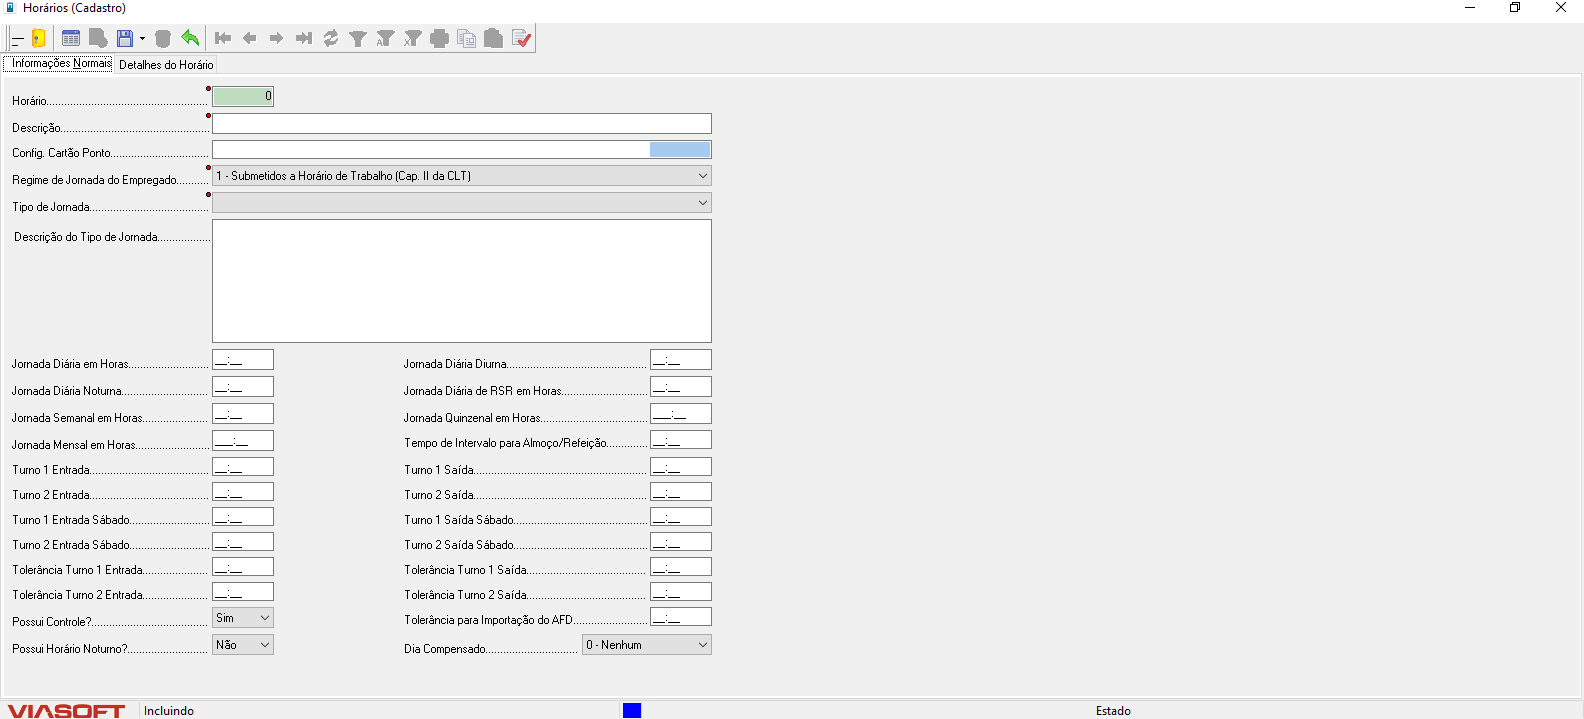 Horários (Cadastro)
Informações Normais Detalhes do Horário
Horário 0
Descrição
Config. Cartão Ponto
Regime de Jornada do Empregado 1 - Submetidos a Horário de Trabalho (Cap. II da CLT)
Tipo de Jornada
Descrição do Tipo de Jornada
Jornada Diária em Horas __:__ Jornada Diária Diurna __:__
Jornada Diária Noturna __:__ Jornada Diária de RSR em Horas __:__
Jornada Semanal em Horas __:__ Jornada Quinzenal em Horas ___:__
Jornada Mensal em Horas ___:__ Tempo de Intervalo para Almoço/Refeição __:__
Turno 1 Entrada __:__ Turno 1 Saída __:__
Turno 2 Entrada __:__ Turno 2 Saída __:__
Turno 1 Entrada Sábado __:__ Turno 1 Saída Sábado __:__
Turno 2 Entrada Sábado __:__ Turno 2 Saída Sábado __:__
Tolerância Turno 1 Entrada __:__ Tolerância Turno 1 Saída __:__
Tolerância Turno 2 Entrada __:__ Tolerância Turno 2 Saída __:__
Possui Controle? Sim Tolerância para Importação do AFD __:__
Possui Horário Noturno? Não Dia Compensado 0 - Nenhum
VIASOFT Incluindo Estado